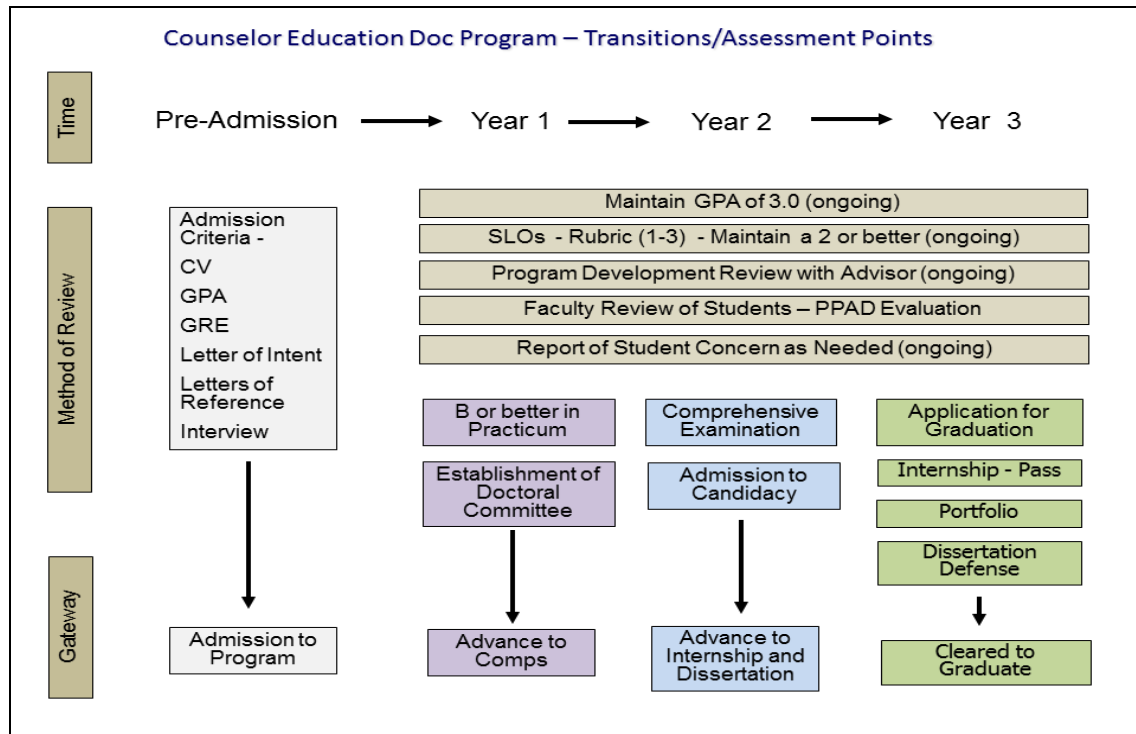 Counselor Education Doc Program – Transitions/Assessment Points
Time
Pre-Admission
Year 1
Year 2
Year 3
Method of Review
Admission
Criteria -
CV
GPA
GRE
Letter of Intent
Letters of
Reference
Interview
Maintain GPA of 3.0 (ongoing)
SLOs - Rubric (1-3) - Maintain a 2 or better (ongoing)
Program Development Review with Advisor (ongoing)
Faculty Review of Students – PPAD Evaluation
Report of Student Concern as Needed (ongoing)
B or better in
Practicum
Establishment of
Doctoral
Committee
Comprehensive
Examination
Admission to
Candidacy
Application for
Graduation
Internship - Pass
Portfolio
Dissertation
Defense
Gateway
Admission to
Program
Advance to
Comps
Advance to
Internship and
Dissertation
Cleared to
Graduate